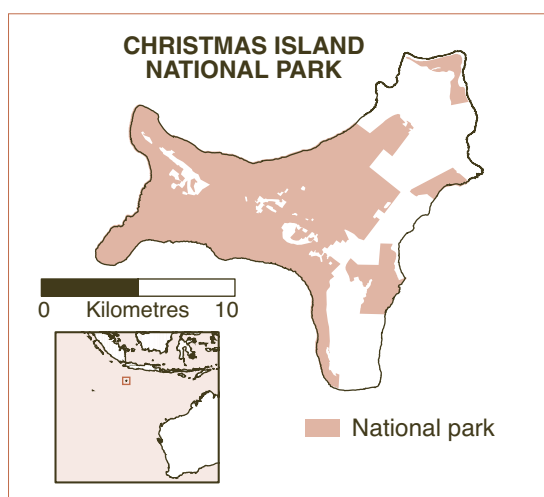 CHRISTMAS ISLAND
NATIONAL PARK
0 Kilometres 10
National park